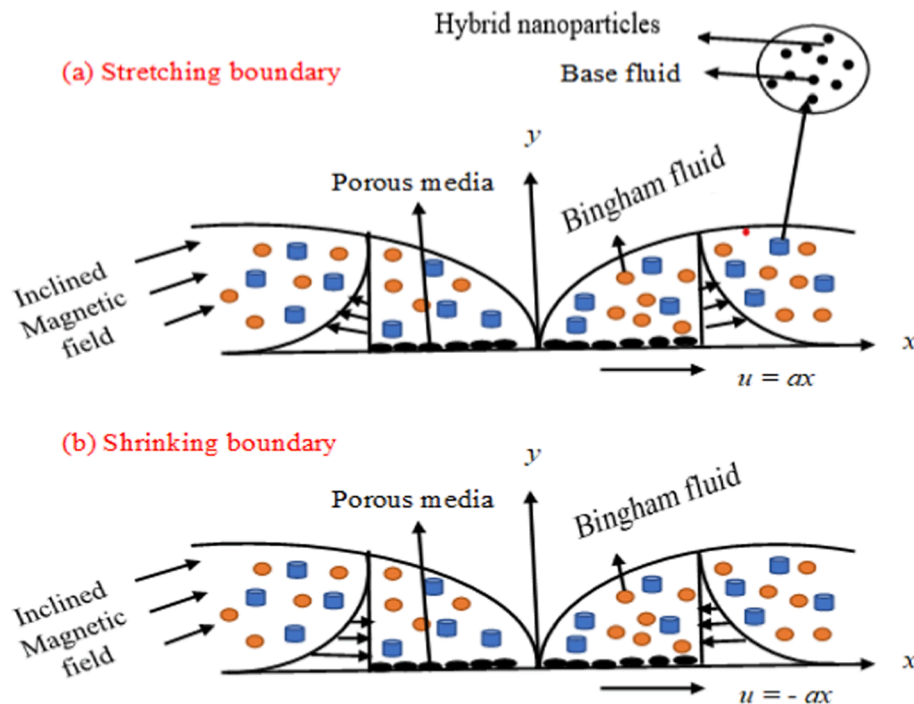 Hybrid nanoparticles
(a) Stretching boundary
Base fluid
y
Porous media
Bingham fluid
Inclined
Magnetic
field
x
u = ax
(b) Shrinking boundary
y
Porous media
Bingham fluid
Inclined
Magnetic
field
x
u = - ax